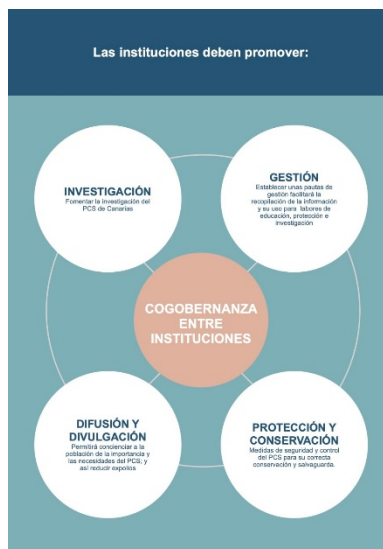 Las instituciones deben promover:
INVESTIGACIÓN
Fomentar la investigación del
PCS de Canarias
GESTIÓN
Establecer unas pautas de
gestión facilitará la
recopilación de la información
y su uso para labores de
educación, protección e
investigación
COGOBERNANZA
ENTRE
INSTITUCIONES
DIFUSIÓN Y
DIVULGACIÓN
Permitirá concienciar a la
población de la importancia y
las necesidades del PCS; y
así reducir expolios
PROTECCIÓN Y
CONSERVACIÓN
Medidas de seguridad y control
del PCS para su correcta
conservación y salvaguarda.